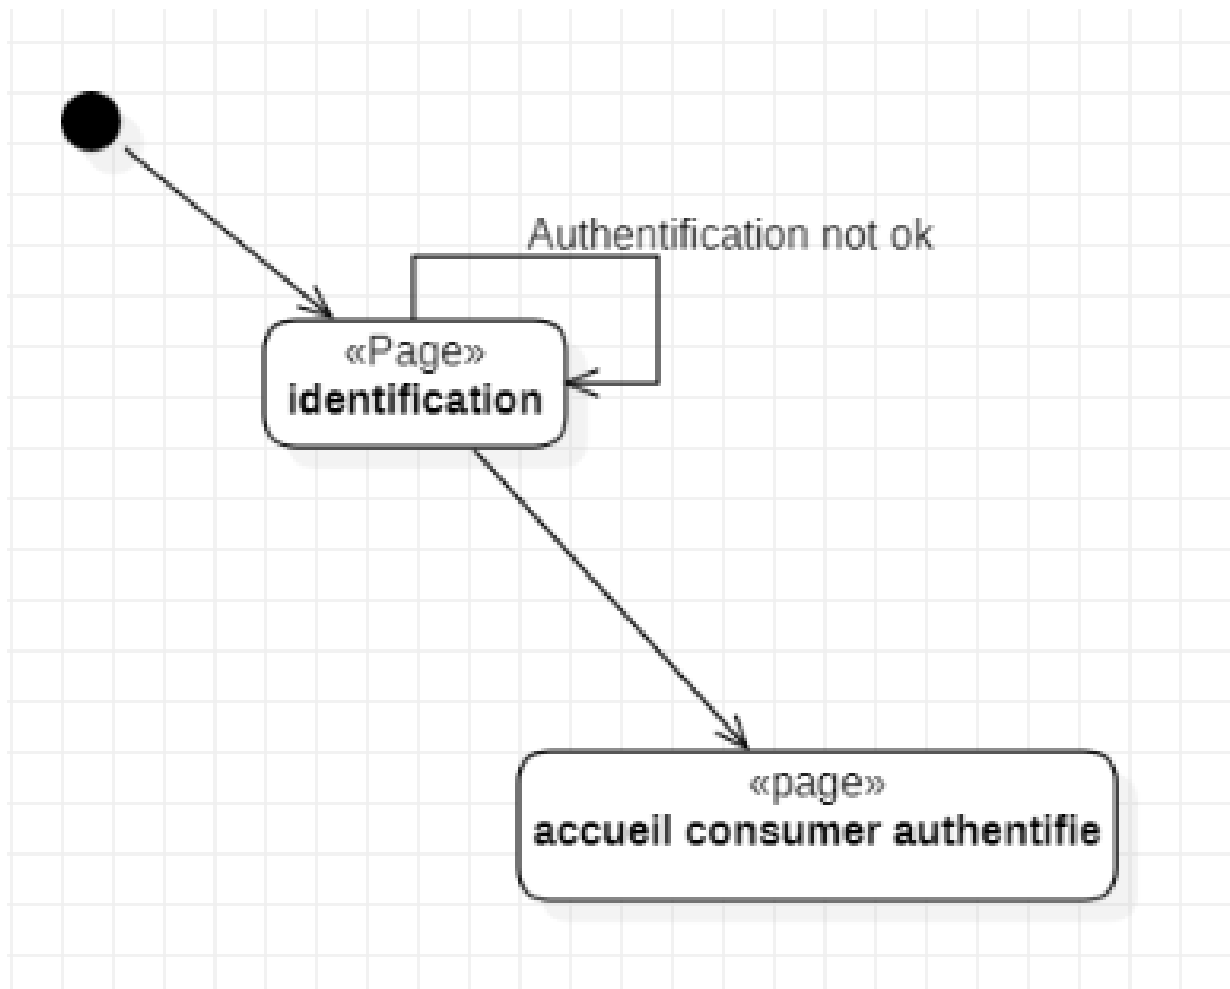 Authentification not ok
«Page»
identification
«page»
accueil consumer authentifie